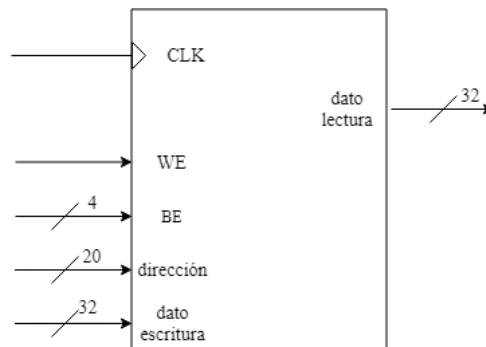 CLK
dato
lectura
32
WE
4
BE
20
dirección
32
dato
escritura